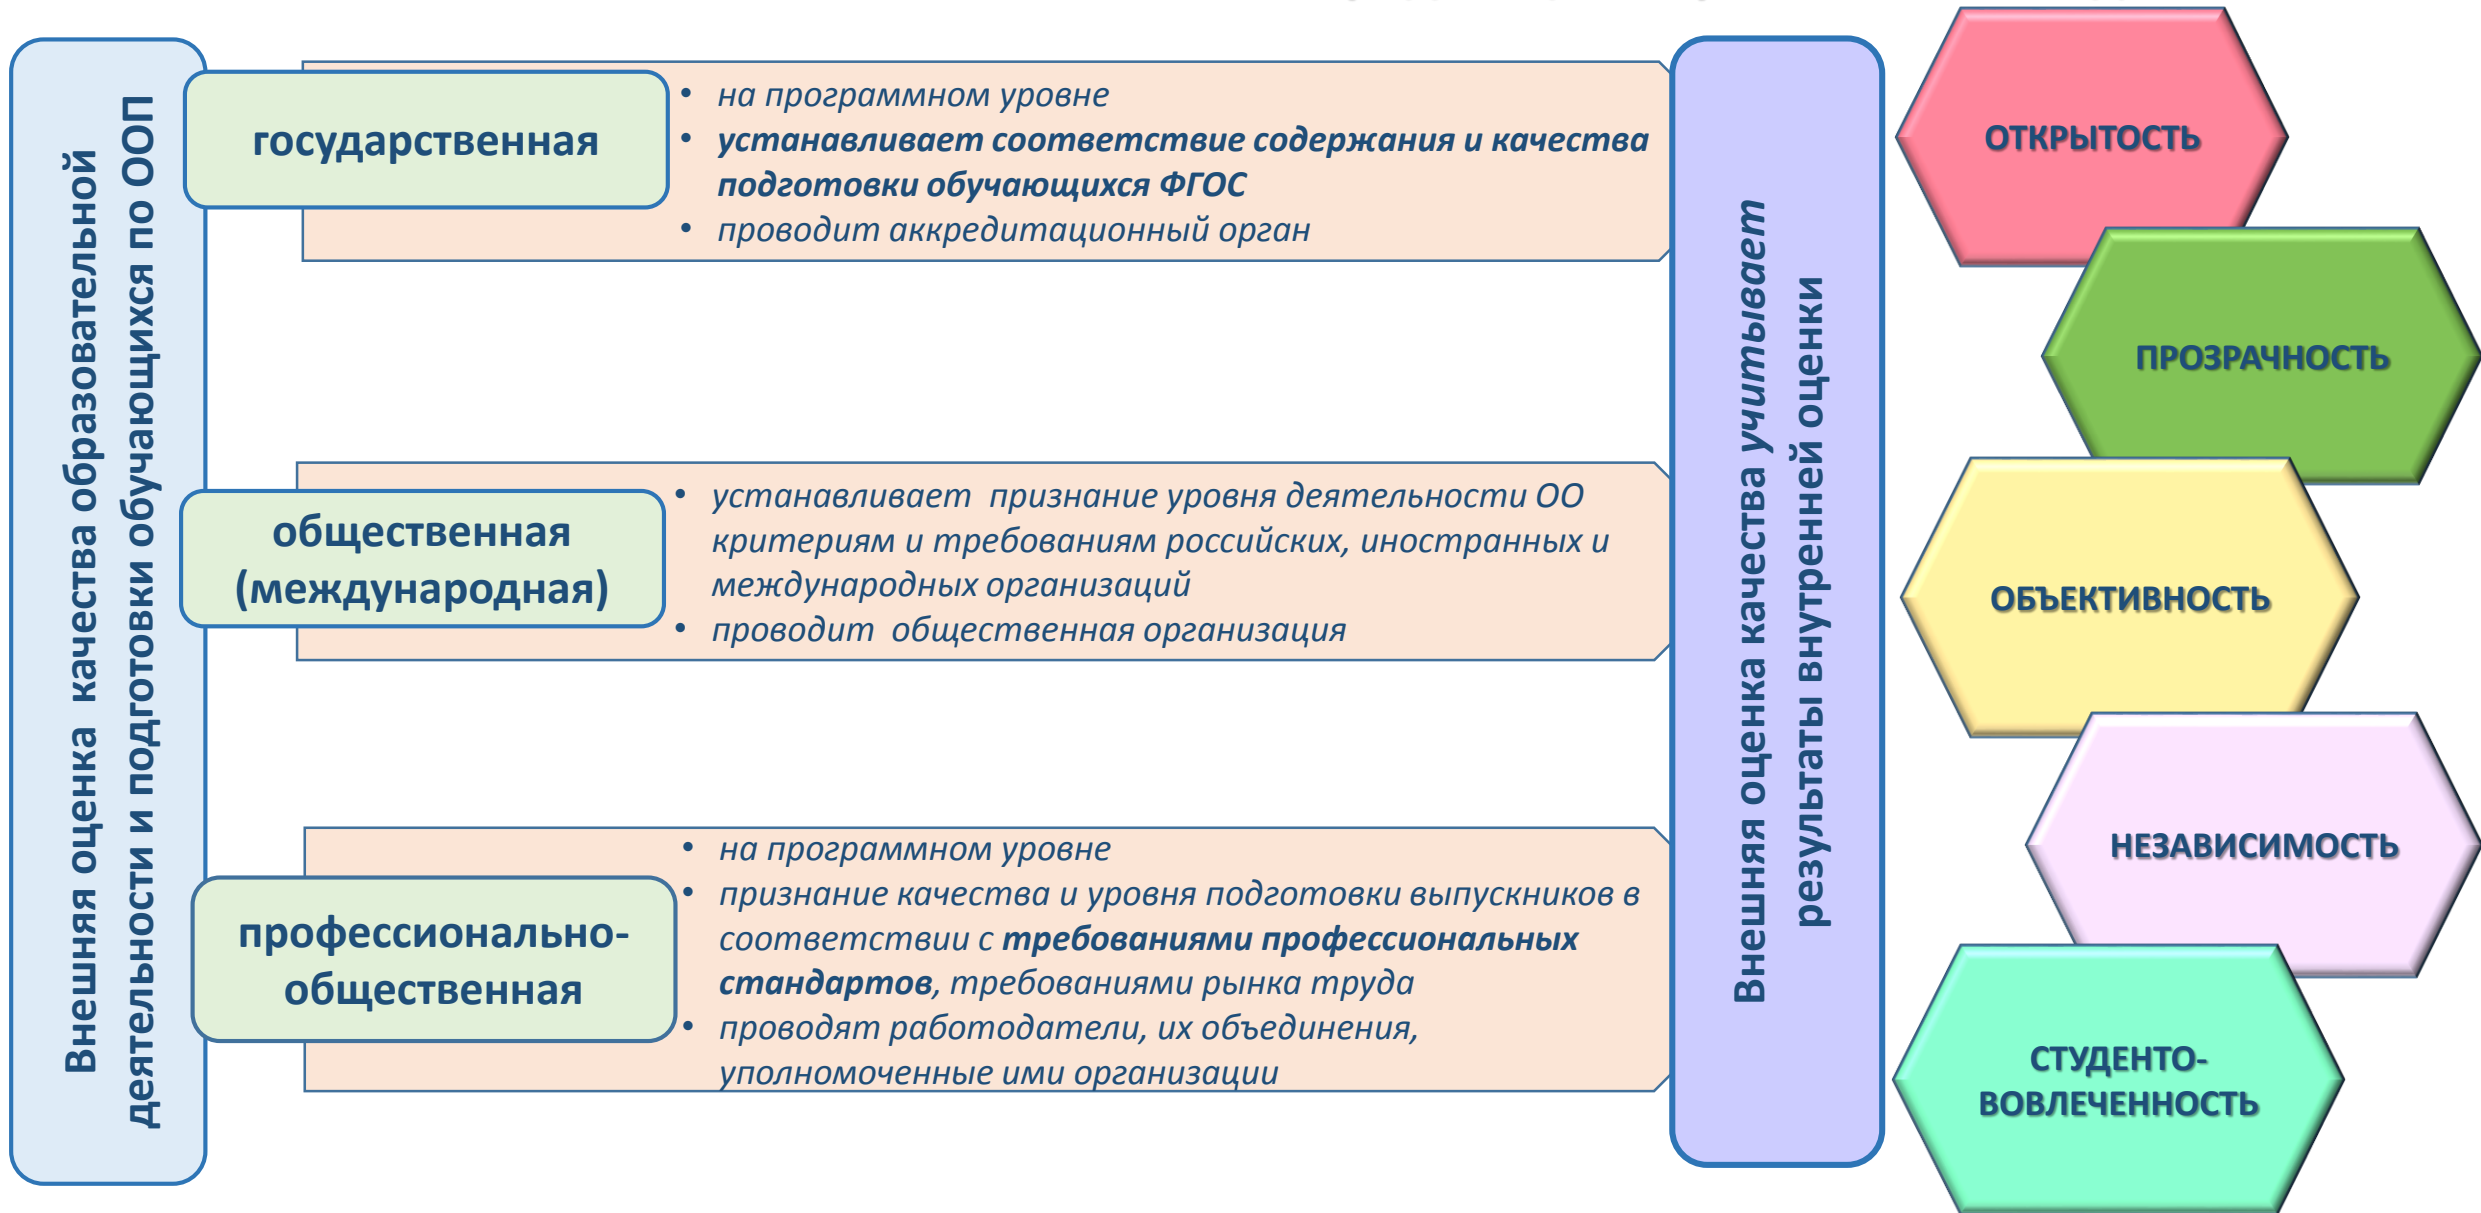 Внешняя оценка качества образовательной
деятельности и подготовки обучающихся по ООП
государственная
• на программном уровне
• устанавливает соответствие содержания и качества
подготовки обучающихся ФГОС
• проводит аккредитационный орган
общественная
(международная)
• устанавливает признание уровня деятельности ОО
критериям и требованиям российских, иностранных и
международных организаций
• проводит общественная организация
профессионально-
общественная
• на программном уровне
• признание качества и уровня подготовки выпускников в
соответствии с требованиями профессиональных
стандартов, требованиями рынка труда
• проводят работодатели, их объединения,
уполномоченные ими организации
Внешняя оценка качества учитывает
результаты внутренней оценки
ОТКРЫТОСТЬ
ПРОЗРАЧНОСТЬ
ОБЪЕКТИВНОСТЬ
НЕЗАВИСИМОСТЬ
СТУДЕНТО-
ВОВЛЕЧЕННОСТЬ